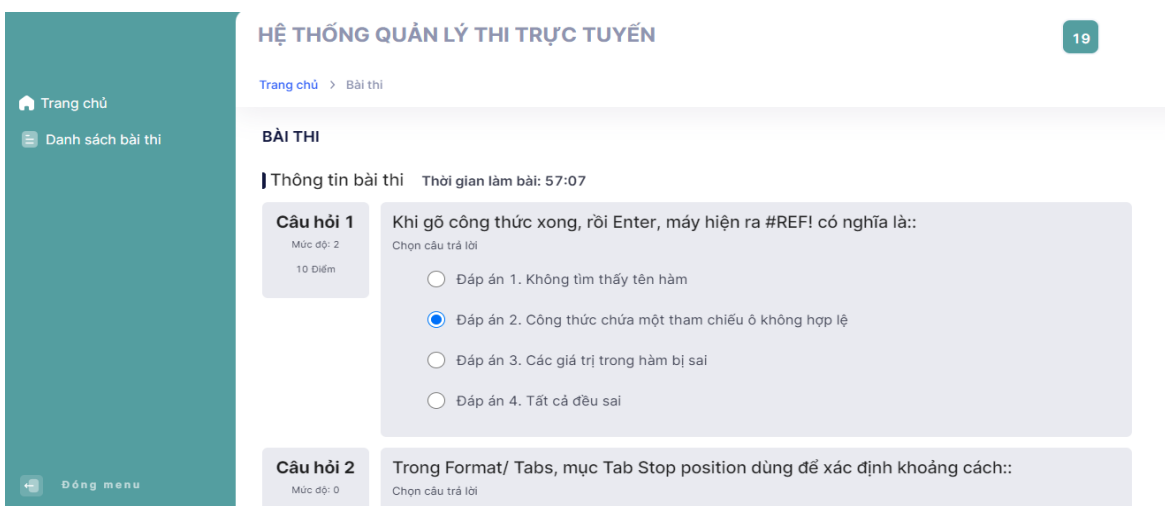 HỆ THỐNG QUẢN LÝ THI TRỰC TUYẾN
19
Trang chủ > Bài thi
Trang chủ
Danh sách bài thi
BÀI THI
Thông tin bài thi Thời gian làm bài: 57:07
Câu hỏi 1
Mức độ: 2
10 Điểm
Khi gõ công thức xong, rồi Enter, máy hiện ra #REF! có nghĩa là::
Chọn câu trả lời
Đáp án 1. Không tìm thấy tên hàm
Đáp án 2. Công thức chứa một tham chiếu ô không hợp lệ
Đáp án 3. Các giá trị trong hàm bị sai
Đáp án 4. Tất cả đều sai
Câu hỏi 2
Mức độ: 0
Trong Format/ Tabs, mục Tab Stop position dùng để xác định khoảng cách::
Chọn câu trả lời
Đóng menu